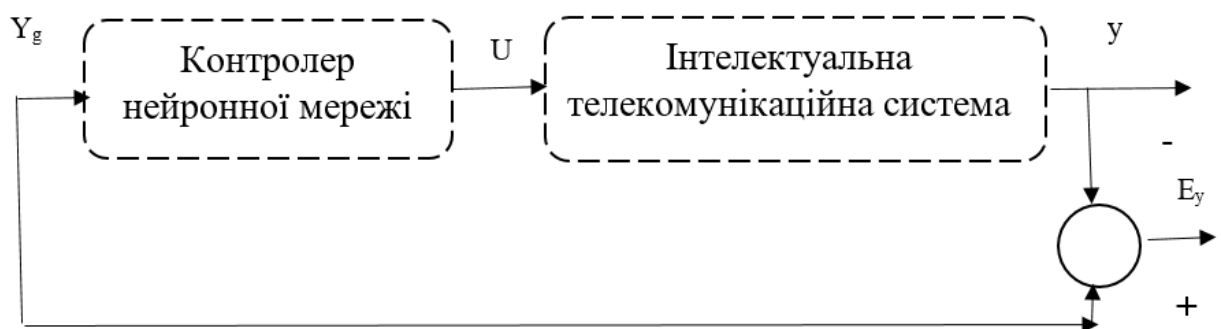 Yg
Контролер
нейронної мережі
U
Інтелектуальна
телекомунікаційна система
y
-
Ey
+